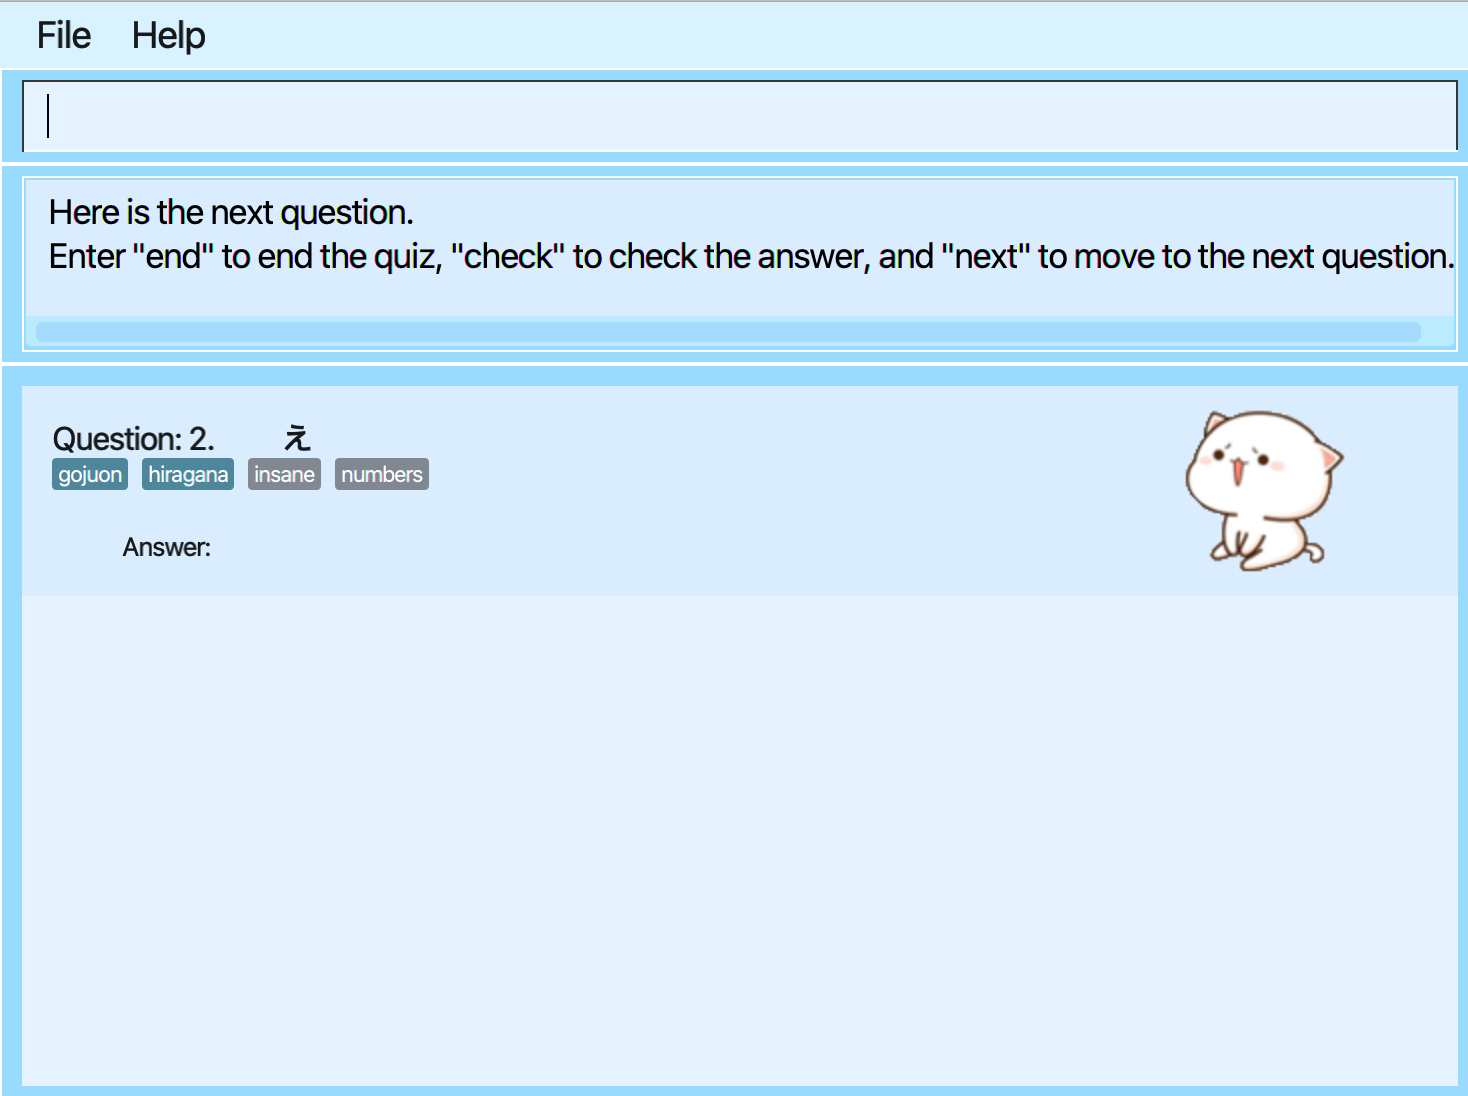 File Help
Here is the next question.
Enter "end" to end the quiz, "check" to check the answer, and "next" to move to the next question.
Question: 2. え
gojuon hiragana insane numbers
Answer: